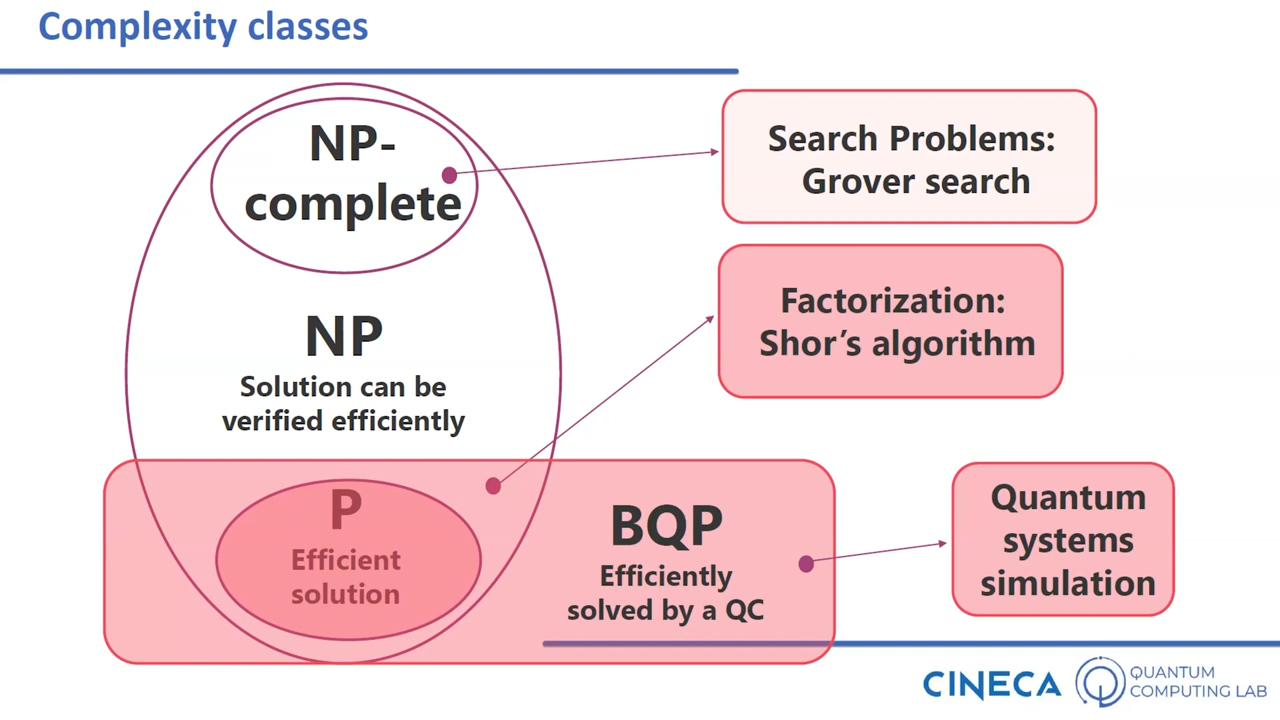 Complexity classes
NP-
complete
Search Problems:
Grover search
Factorization:
Shor’s algorithm
NP
Solution can be
verified efficiently
P
Efficient
solution
BQP
Efficiently
solved by a QC
Quantum
systems
simulation
CINECA
QUANTUM
COMPUTING LAB